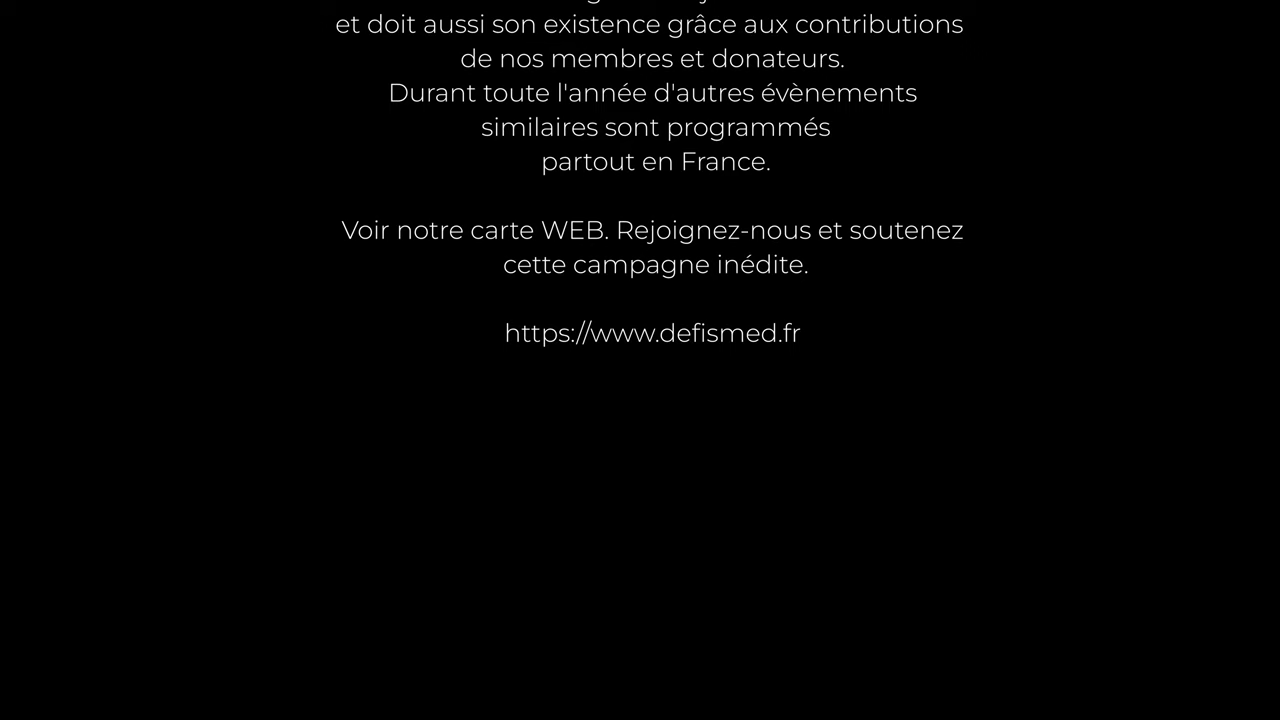 et doit aussi son existence grâce aux contributions
de nos membres et donateurs.
Durant toute l'année d'autres évènements
similaires sont programmés
partout en France.
Voir notre carte WEB. Rejoignez-nous et soutenez
cette campagne inédite.
https://www.defismed.fr